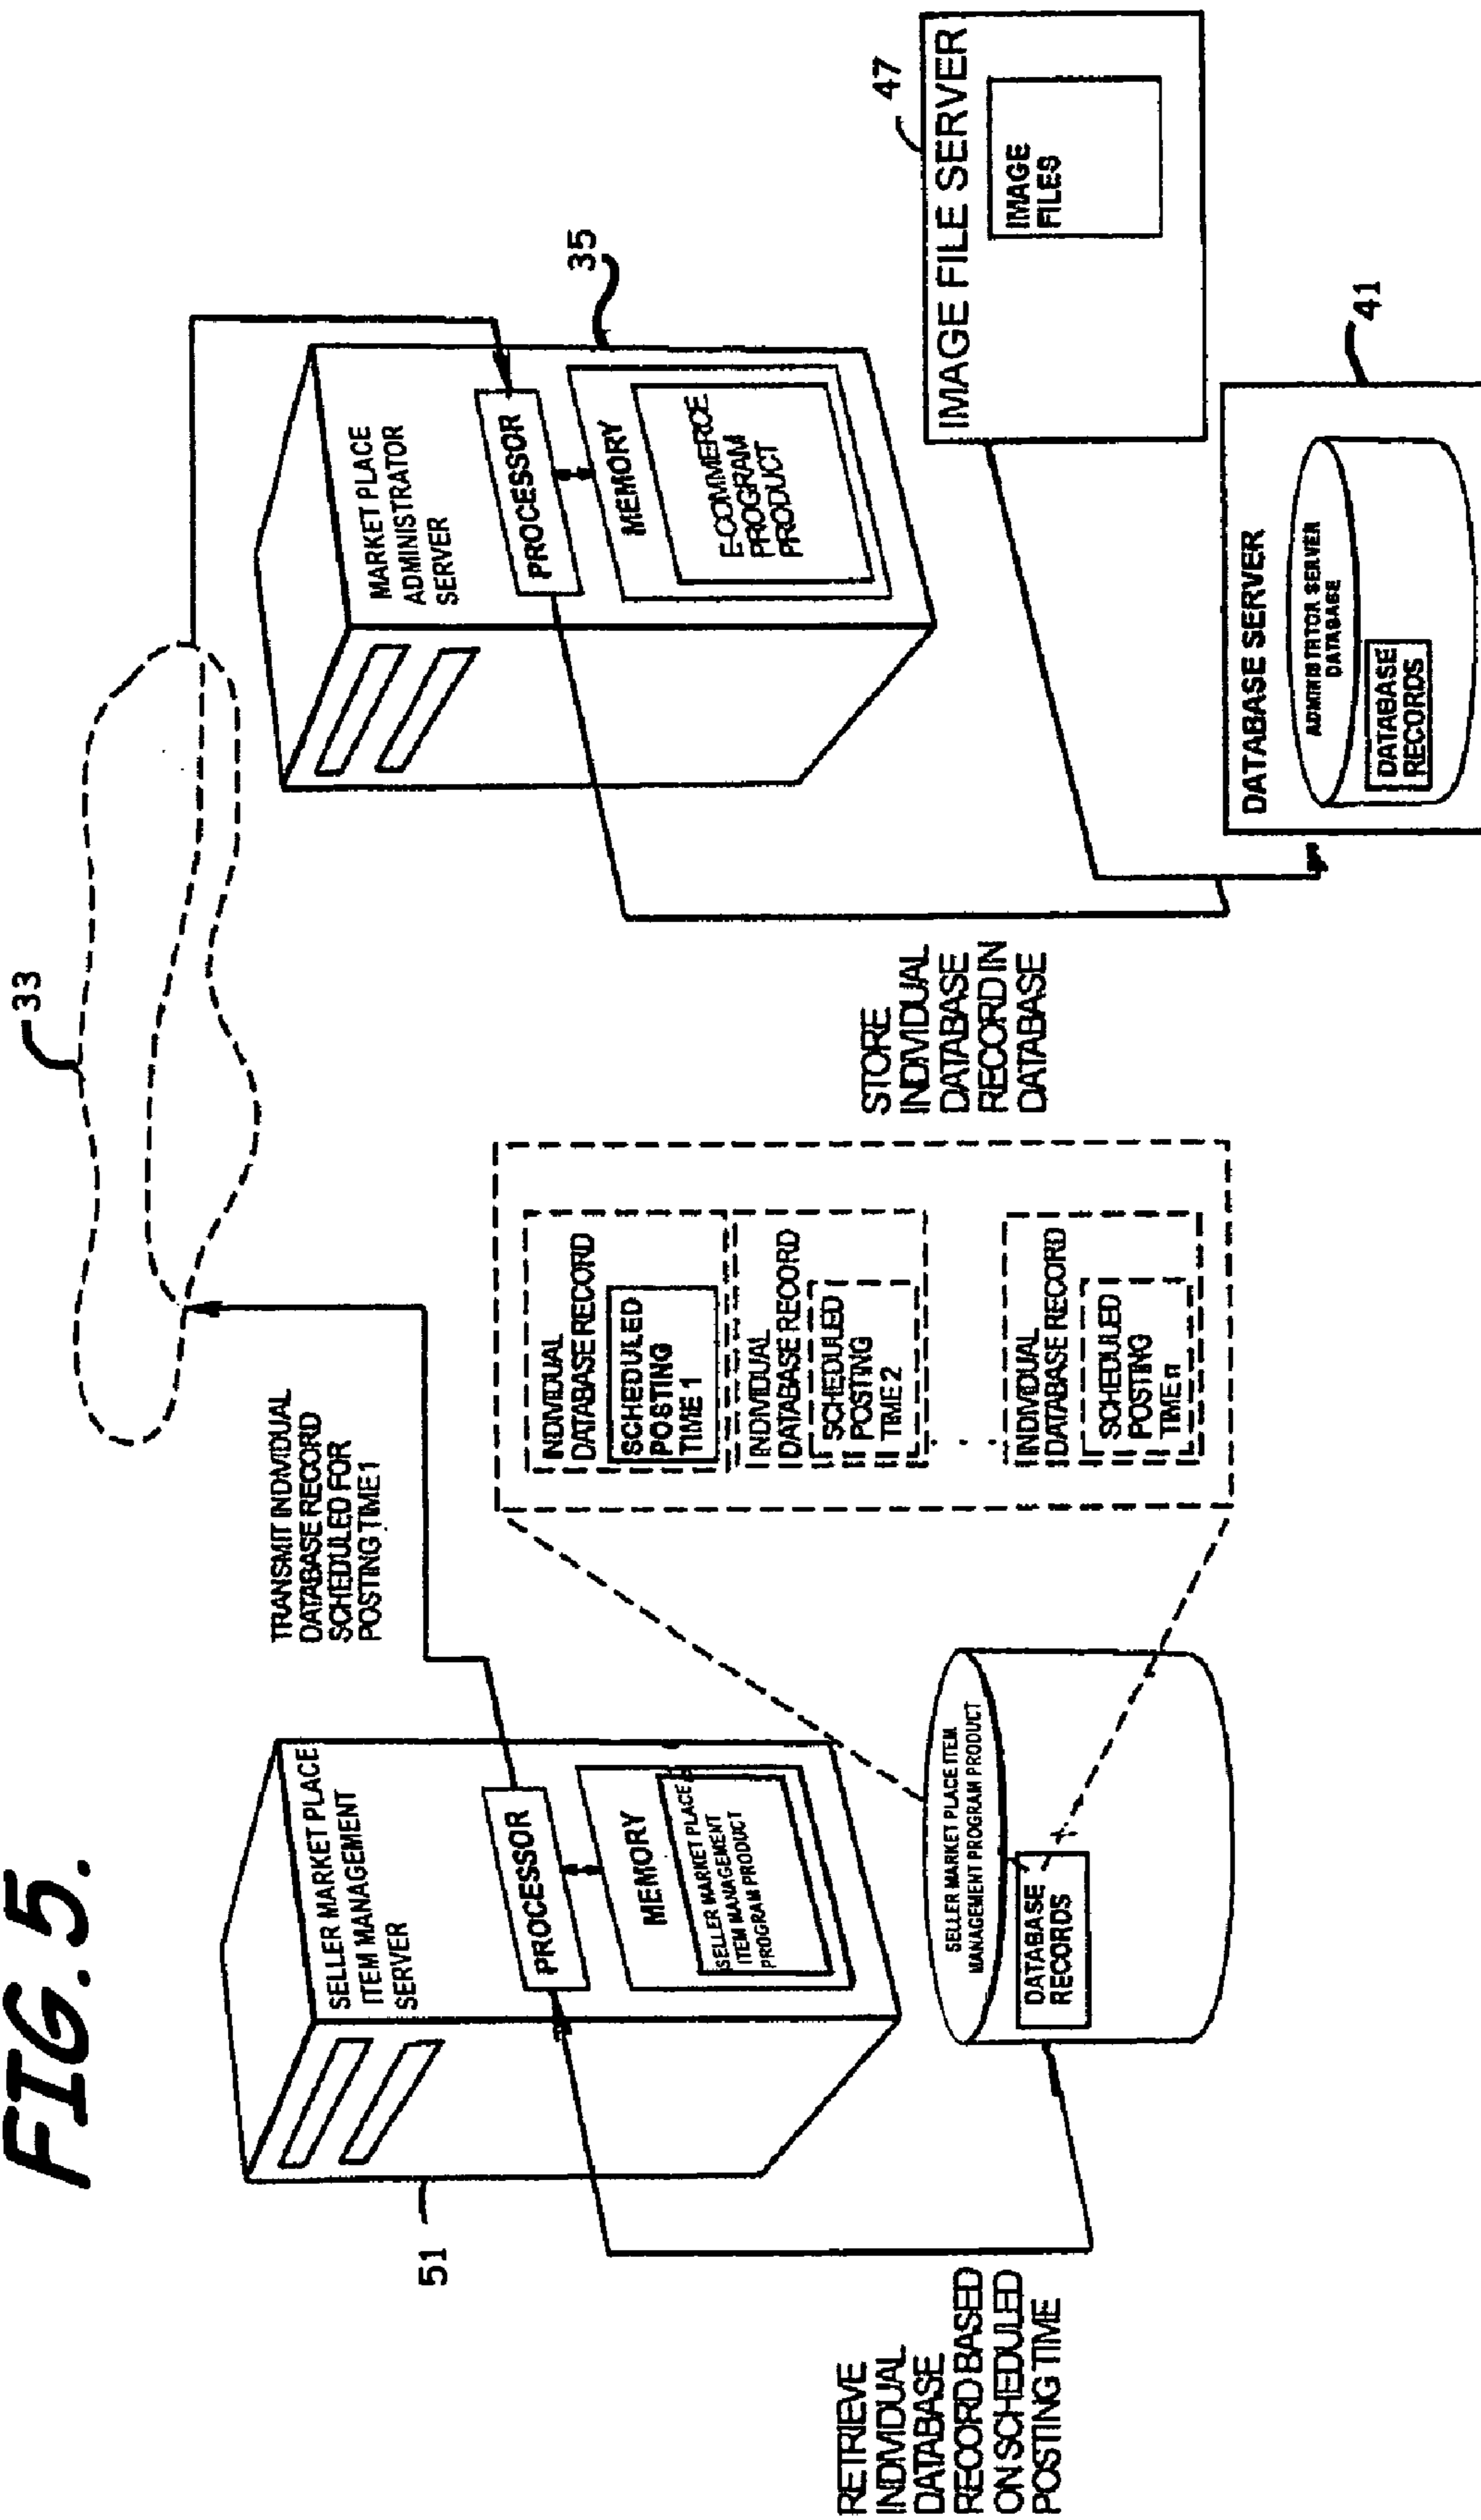 FIG. 5.
33
51
SELLER MARKET PLACE
ITEM MANAGEMENT
SERVER
PROCESSOR
MEMORY
SELLER MARKET PLACE
ITEM MANAGEMENT
PROGRAM PRODUCT
TRANSMIT INDIVIDUAL
DATABASE RECORD
SCHEDULED FOR
POSTING TIME 1
MARKET PLACE
ADMINISTRATOR
SERVER
PROCESSOR
MEMORY
E-COMMERCE
PROGRAM
PRODUCT
35
RETRIEVE
INDIVIDUAL
DATABASE
RECORD BASED
ON SCHEDULED
POSTING TIME
SELLER MARKET PLACE ITEM
MANAGEMENT PROGRAM PRODUCT
DATABASE
RECORDS
INDIVIDUAL
DATABASE RECORD
SCHEDULED
POSTING
TIME 1
INDIVIDUAL
DATABASE RECORD
SCHEDULED
POSTING
TIME 2
. . .
INDIVIDUAL
DATABASE RECORD
SCHEDULED
POSTING
TIME n
STORE
INDIVIDUAL
DATABASE
RECORD IN
DATABASE
47
IMAGE FILE SERVER
IMAGE
FILES
41
DATABASE SERVER
ADMINISTRATOR SERVER
DATABASE
DATABASE
RECORDS